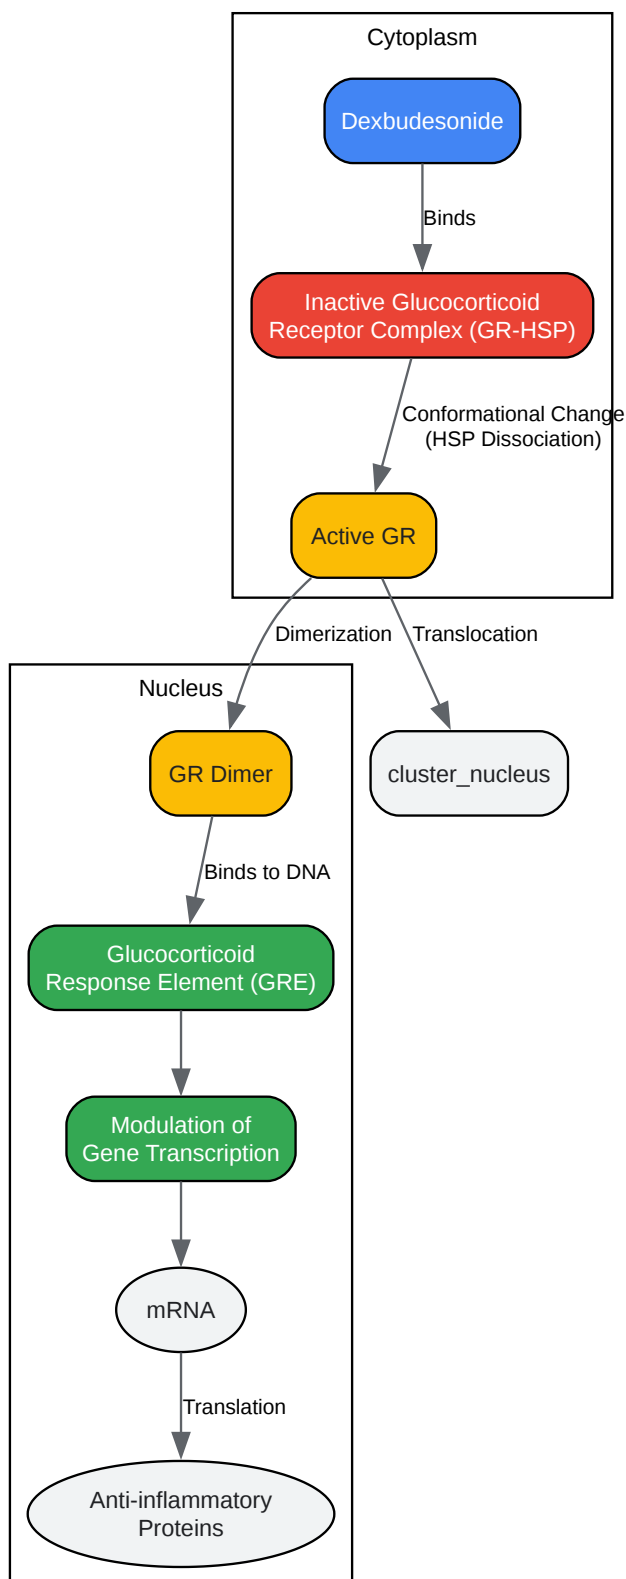 Cytoplasm
Dexbudesonide
Binds
Inactive Glucocorticoid
Receptor Complex (GR-HSP)
Conformational Change
(HSP Dissociation)
Active GR
Dimerization
Translocation
Nucleus
GR Dimer
cluster_nucleus
Binds to DNA
Glucocorticoid
Response Element (GRE)
Modulation of
Gene Transcription
mRNA
Translation
Anti-inflammatory
Proteins